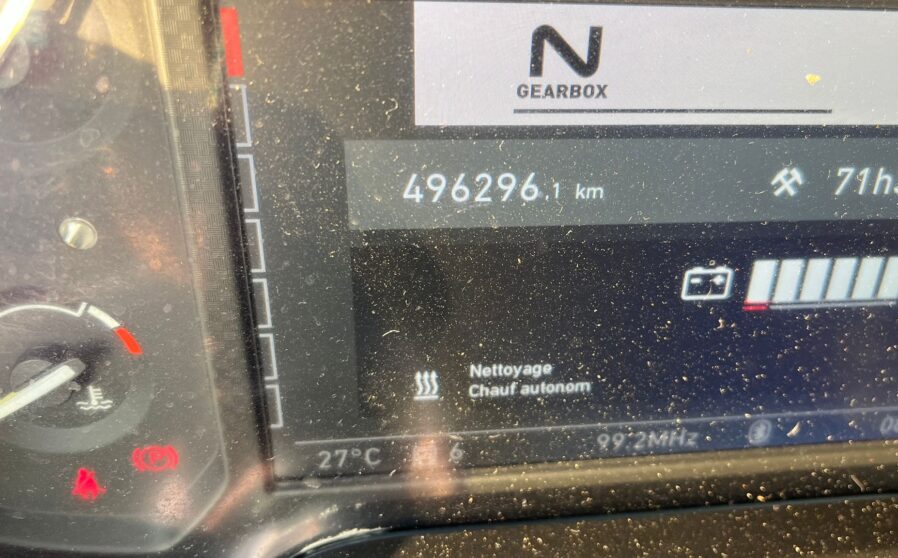 N
GEARBOX
496296.1 km
71h
Nettoyage
Chauf autonom
99.2MHz
27°C